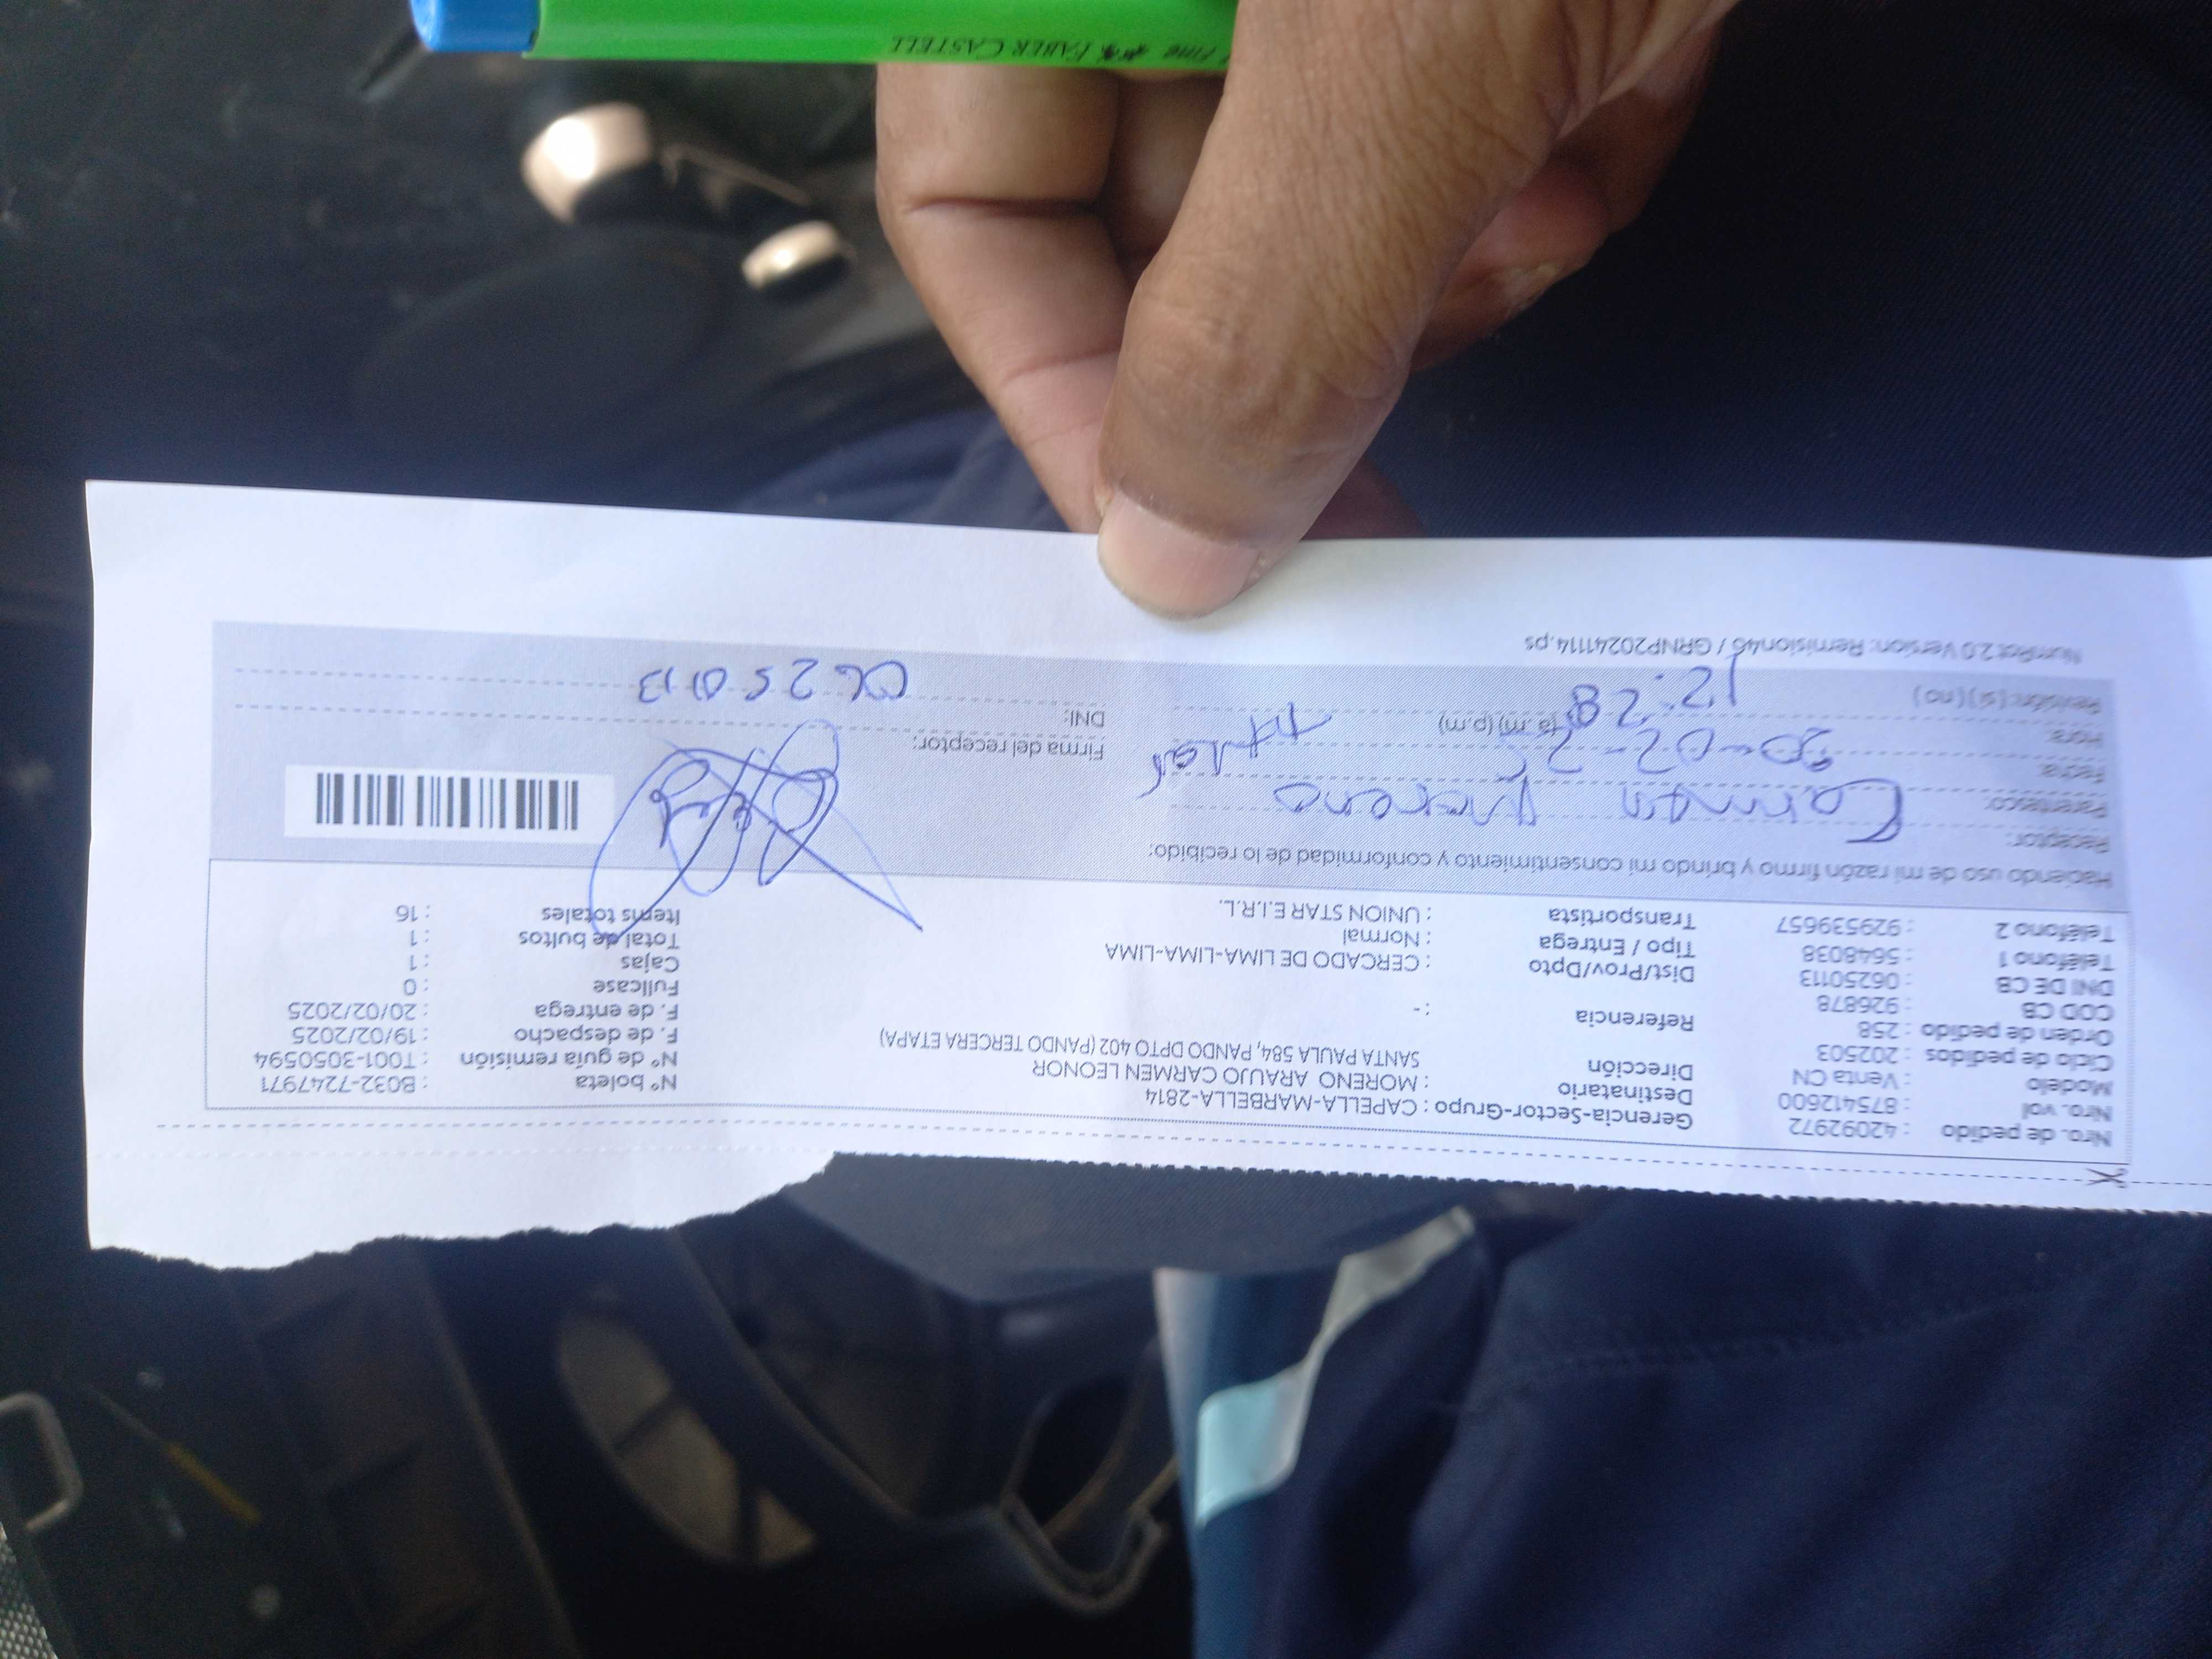 Nro. de pedido : 42092972
Nro. vol : 875412600
Modelo : Venta CN
Ciclo de pedidos : 202503
Orden de pedido : 258
COD CB : 926878
DNI DE CB : 06250113
Teléfono 1 : 5648038
Teléfono 2 : 929539657
Gerencia-Sector-Grupo : CAPELLA-MARBELLA-2814
Destinatario : MORENO ARAUJO CARMEN LEONOR
Dirección SANTA PAULA 584, PANDO DPTO 402 (PANDO TERCERA ETAPA)
Referencia : -
Dist/Prov/Dpto : CERCADO DE LIMA-LIMA-LIMA
Tipo / Entrega : Normal
Transportista : UNION STAR E.I.R.L.
N° boleta : B032-7247971
N° de guía remisión : T001-3050594
F. de despacho : 19/02/2025
F. de entrega : 20/02/2025
Fullcase : 0
Cajas : 1
Total de bultos : 1
Items totales : 16
Haciendo uso de mi razón firmo y brindo mi consentimiento y conformidad de lo recibido:
Receptor: Carmen Moreno
Parentesco: Titular
Fecha: 20-02-25
Hora: 12:28 (a.m) (p.m)
Revisión: (si) (no)
Firma del receptor:
DNI: 06250113
NumRot 2.0 Version: Remision46 / GRNP20241114.ps
Fine FABER CASTELL